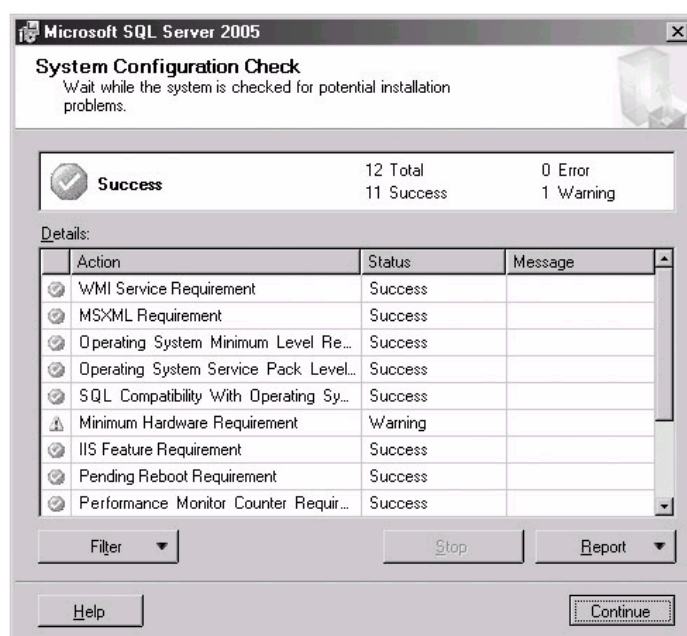 Microsoft SQL Server 2005
System Configuration Check
Wait while the system is checked for potential installation
problems.
Success
12 Total
0 Error
11 Success
1 Warning
Details:
Action Status Message
WMI Service Requirement Success
MSXML Requirement Success
Operating System Minimum Level Re... Success
Operating System Service Pack Level... Success
SQL Compatibility With Operating Sy... Success
Minimum Hardware Requirement Warning
IIS Feature Requirement Success
Pending Reboot Requirement Success
Performance Monitor Counter Requir... Success
Filter Stop Report
Help Continue